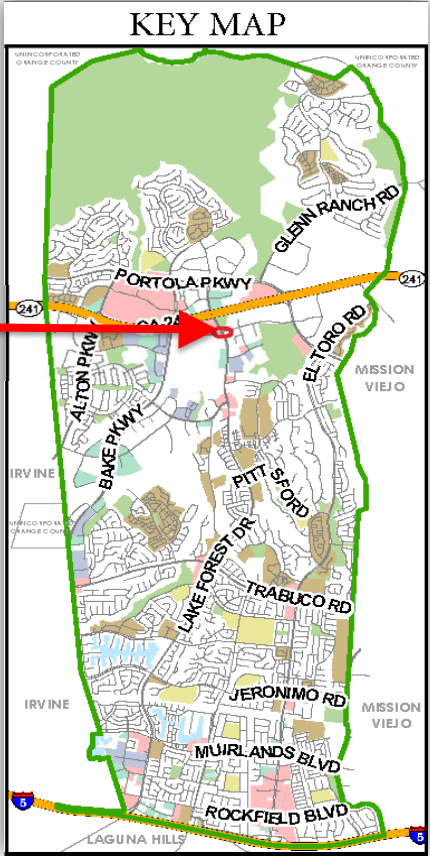 KEY MAP
UNINCORPORATED
ORANGE COUNTY
UNINCORPORATED
ORANGE COUNTY
GLENN RANCH RD
PORTOLA PKWY
241
241
EL TORO RD
ALTON PKWY
MISSION
VIEJO
BAKE PKWY
IRVINE
PITTSFORD
UNINCORPORATED
ORANGE COUNTY
LAKE FOREST DR
TRABUCO RD
JERONIMO RD
IRVINE
MISSION
VIEJO
MUIRLANDS BLVD
5
ROCKFIELD BLVD
5
LAGUNA HILLS